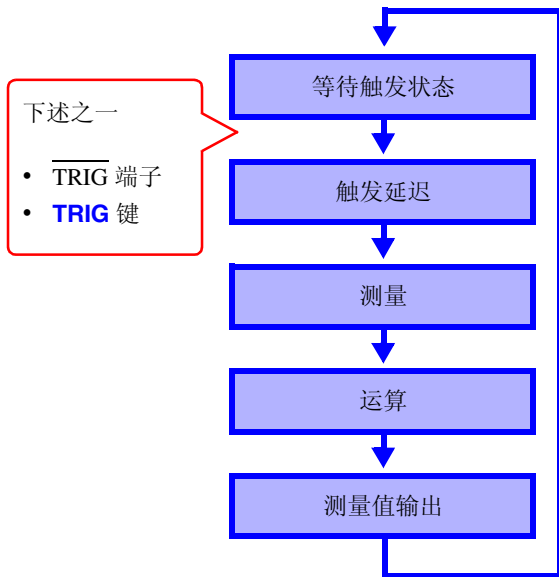 等待触发状态
下述之一
• TRIG 端子
• TRIG 键
触发延迟
测量
运算
测量值输出